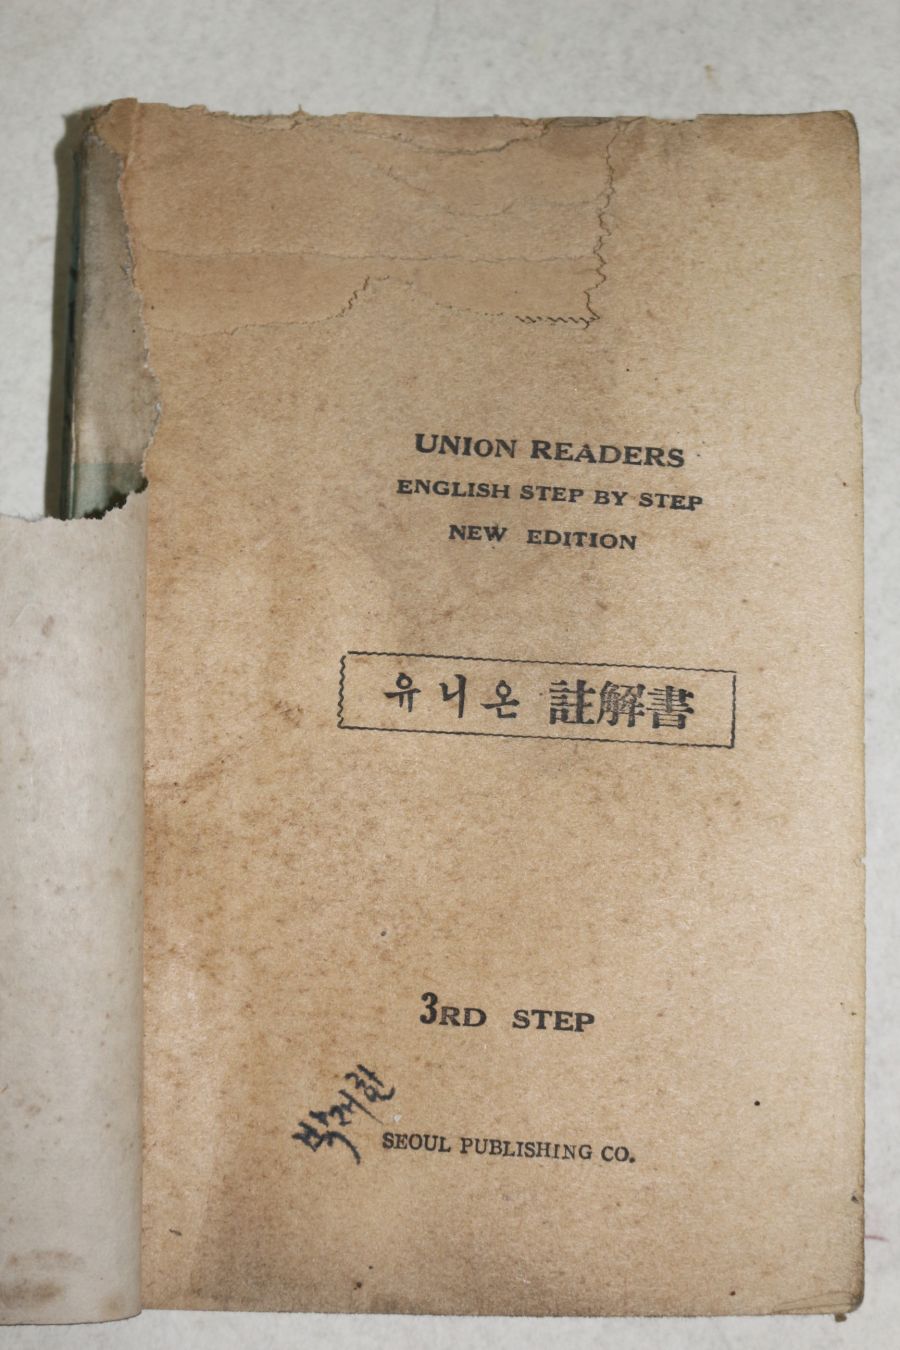 UNION READERS
ENGLISH STEP BY STEP
NEW EDITION
유니온 註解書
3RD STEP
SEOUL PUBLISHING CO.